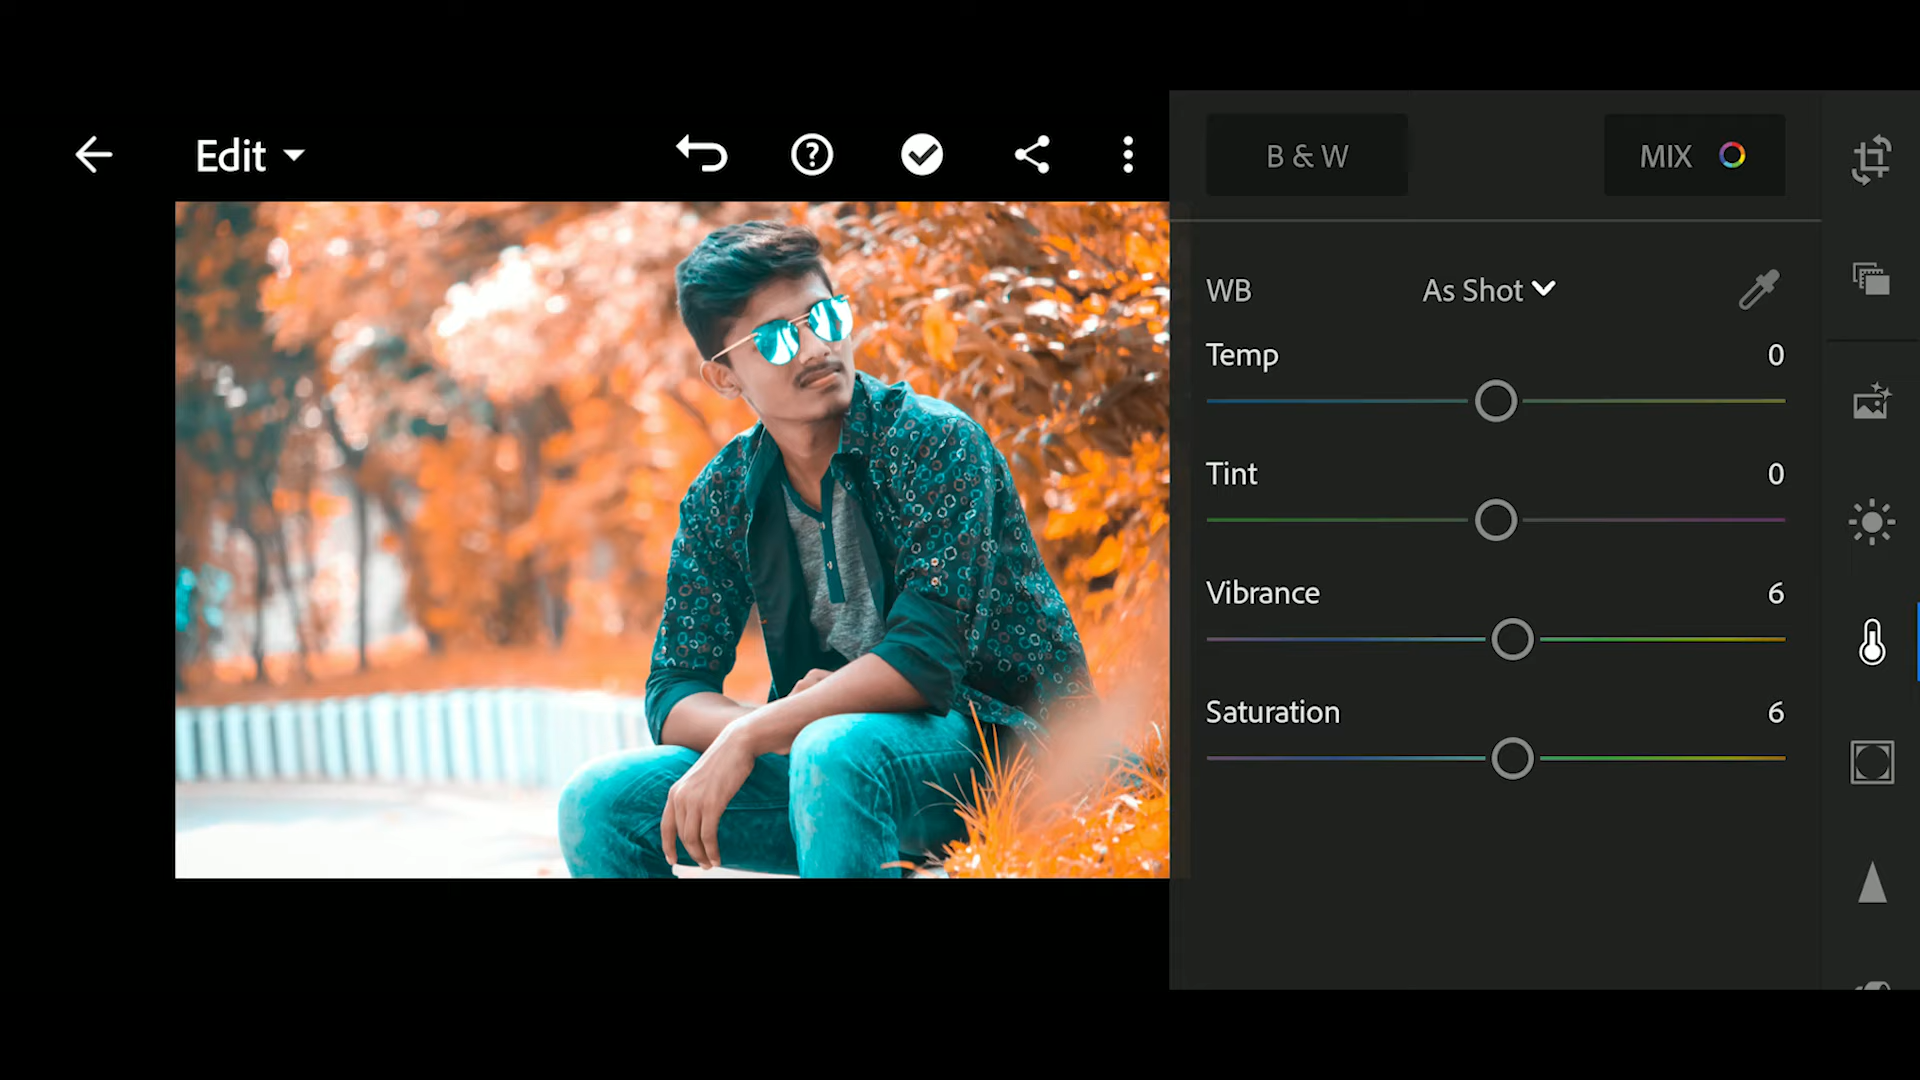 Edit
B & W
MIX
WB
As Shot
Temp
0
Tint
0
Vibrance
6
Saturation
6